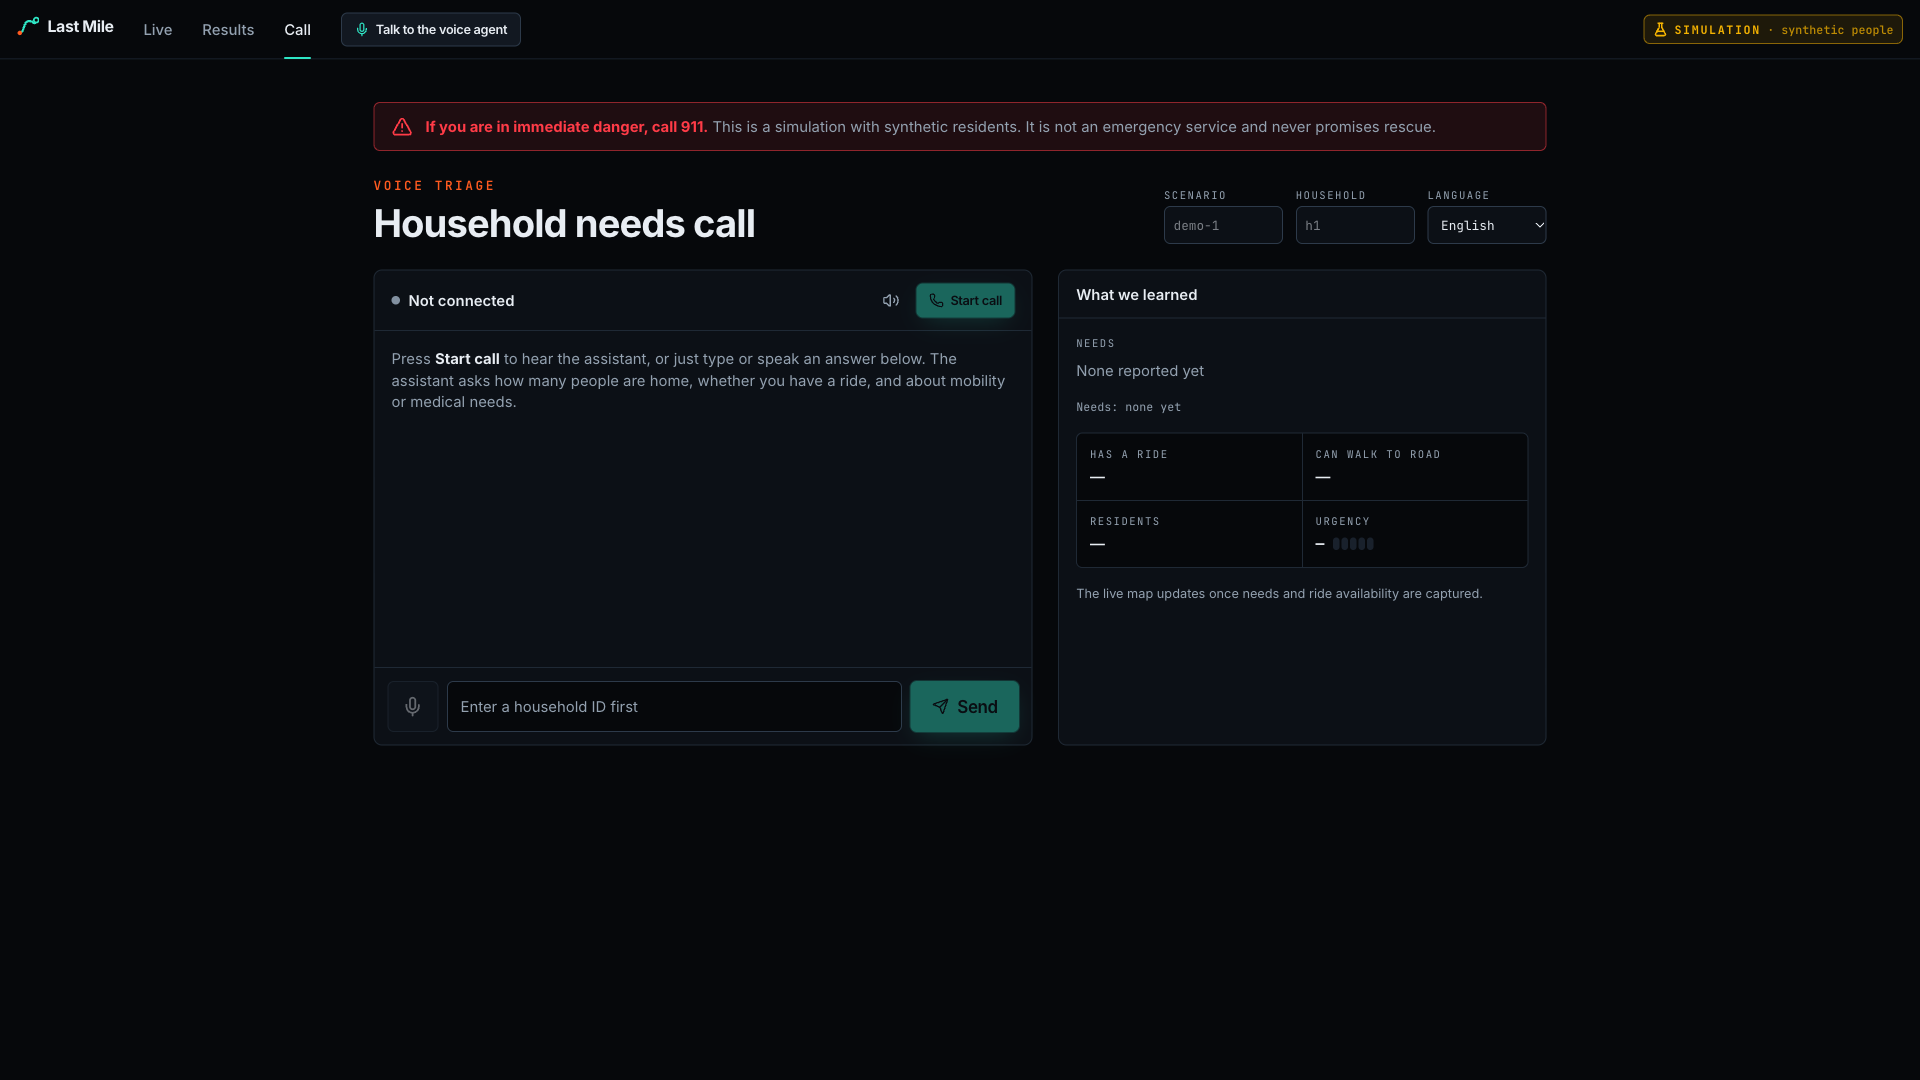 Last Mile
Live
Results
Call
Talk to the voice agent
SIMULATION · synthetic people
If you are in immediate danger, call 911. This is a simulation with synthetic residents. It is not an emergency service and never promises rescue.
VOICE TRIAGE
Household needs call
SCENARIO
demo-1
HOUSEHOLD
h1
LANGUAGE
English
Not connected
Start call
Press Start call to hear the assistant, or just type or speak an answer below. The
assistant asks how many people are home, whether you have a ride, and about mobility
or medical needs.
Enter a household ID first
Send
What we learned
NEEDS
None reported yet
Needs: none yet
HAS A RIDE
—
CAN WALK TO ROAD
—
RESIDENTS
—
URGENCY
–
The live map updates once needs and ride availability are captured.